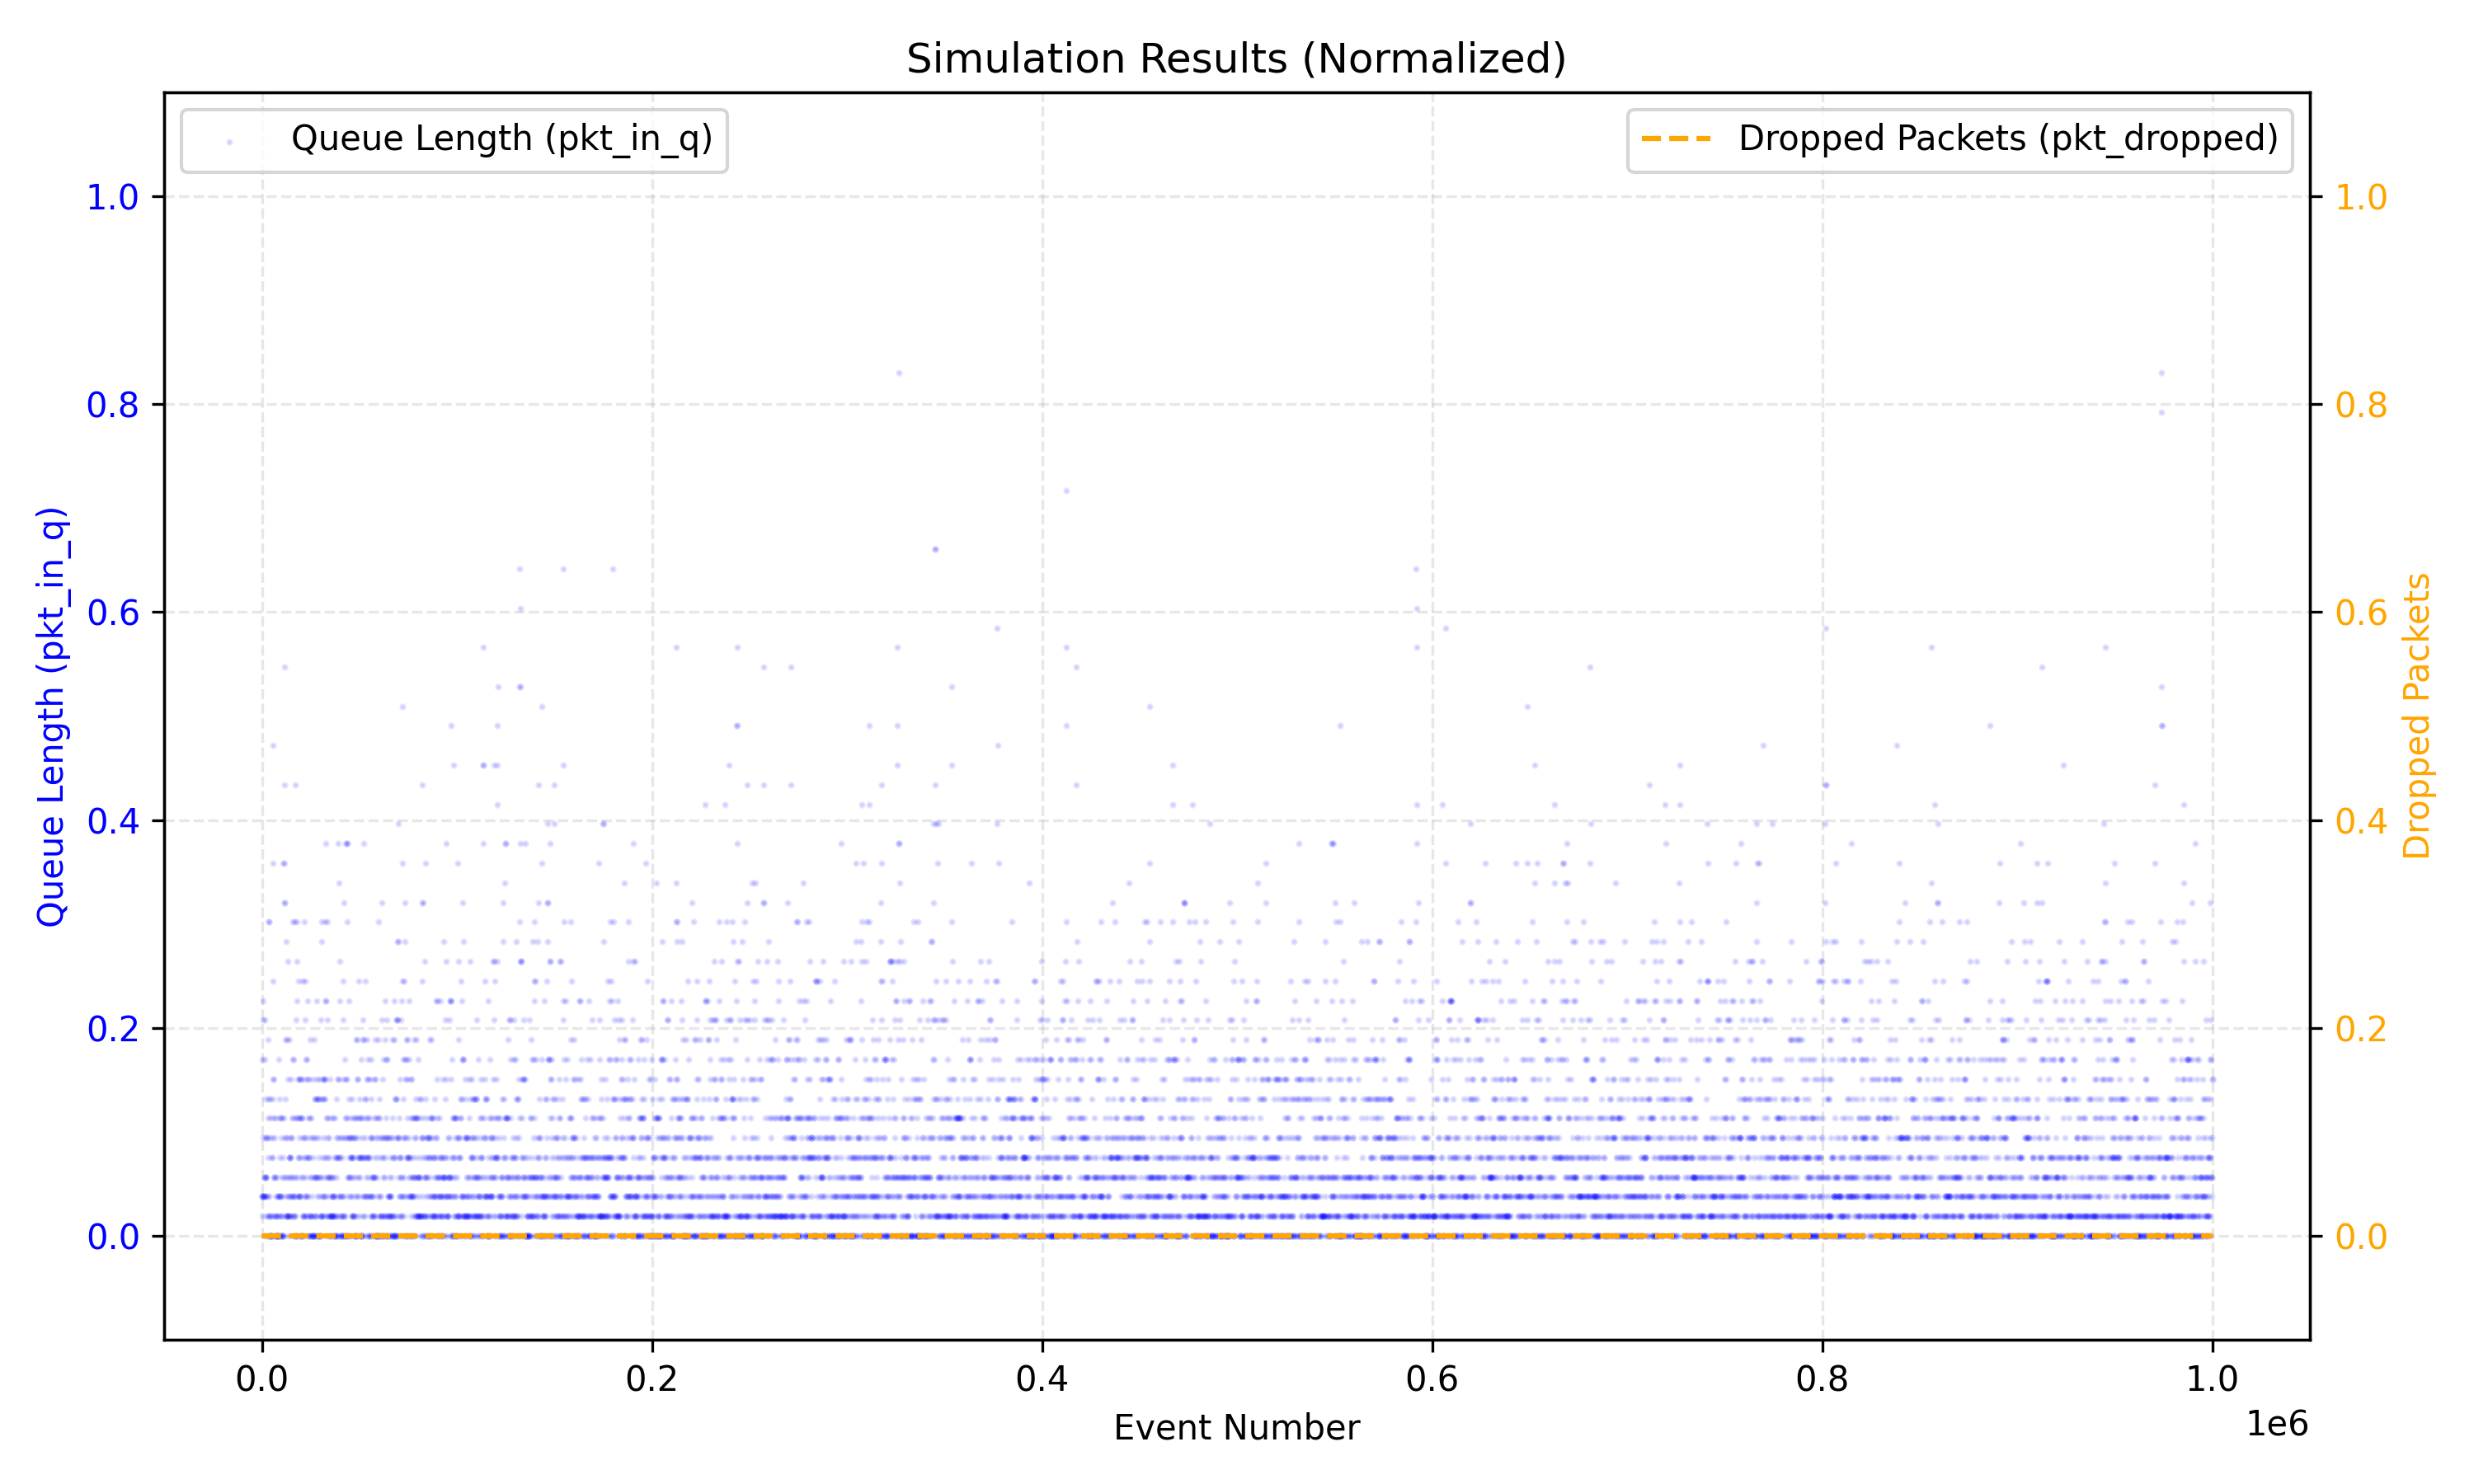 Simulation Results (Normalized)
Queue Length (pkt_in_q)
Dropped Packets (pkt_dropped)
Queue Length (pkt_in_q)
1.0
0.8
0.6
0.4
0.2
0.0
1.0
0.8
0.6
0.4
0.2
0.0
Dropped Packets
0.0 0.2 0.4 0.6 0.8 1.0
1e6
Event Number